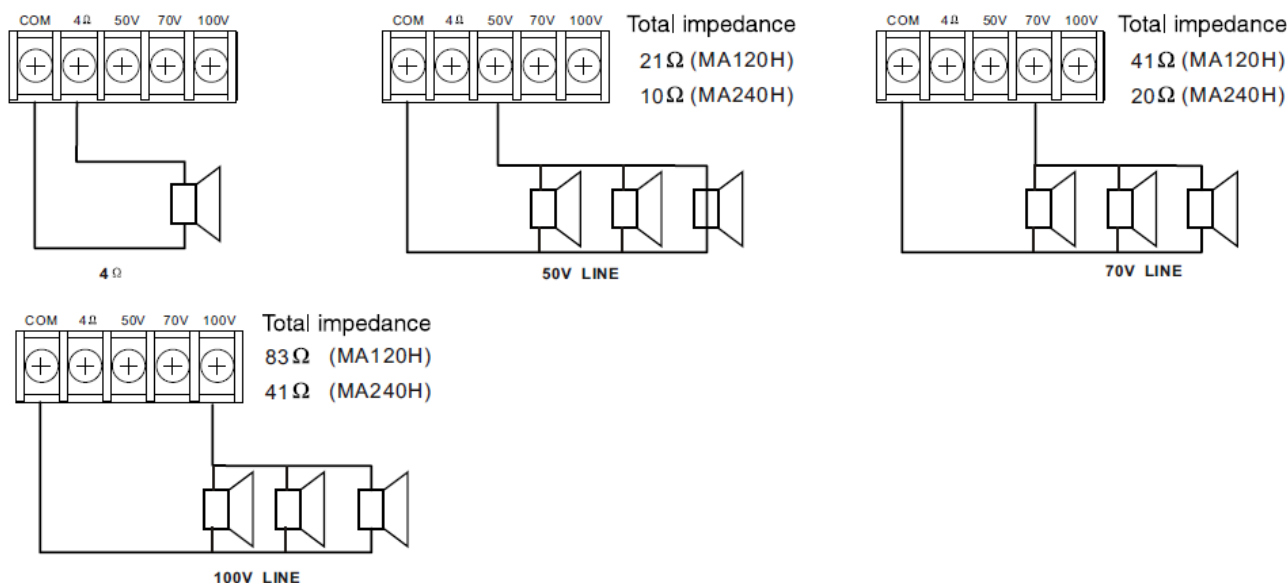 COM 4Ω 50V 70V 100V
4Ω
COM 4Ω 50V 70V 100V
Total impedance
21Ω (MA120H)
10Ω (MA240H)
50V LINE
COM 4Ω 50V 70V 100V
Total impedance
41Ω (MA120H)
20Ω (MA240H)
70V LINE
COM 4Ω 50V 70V 100V
Total impedance
83Ω (MA120H)
41Ω (MA240H)
100V LINE